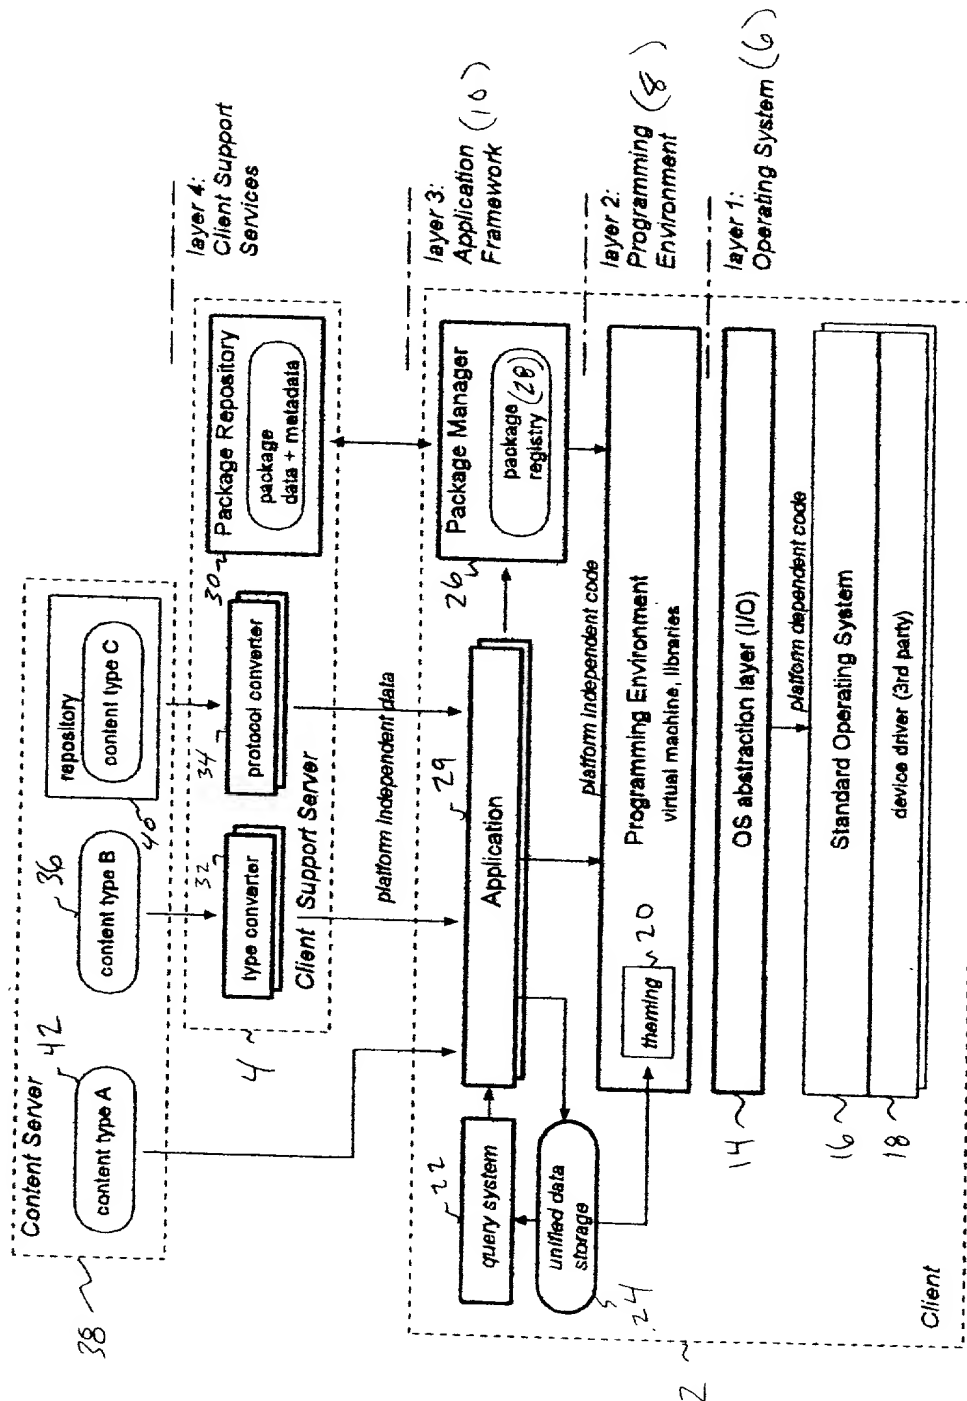 Content Server
38
42
content type A
36
content type B
repository
content type C
40
layer 4:
Client Support
Services
4
32
type converter
34
protocol converter
Client Support Server
30
Package Repository
package
data + metadata
platform independent data
layer 3:
Application (10)
Framework
22
query system
29
Application
26
Package Manager
package
registry (28)
unified data
storage
24
platform independent code
layer 2:
Programming (8)
Environment
theming
20
Programming Environment
virtual machine, libraries
layer 1:
Operating System (6)
14
OS abstraction layer (I/O)
platform dependent code
16
Standard Operating System
18
device driver (3rd party)
Client
2